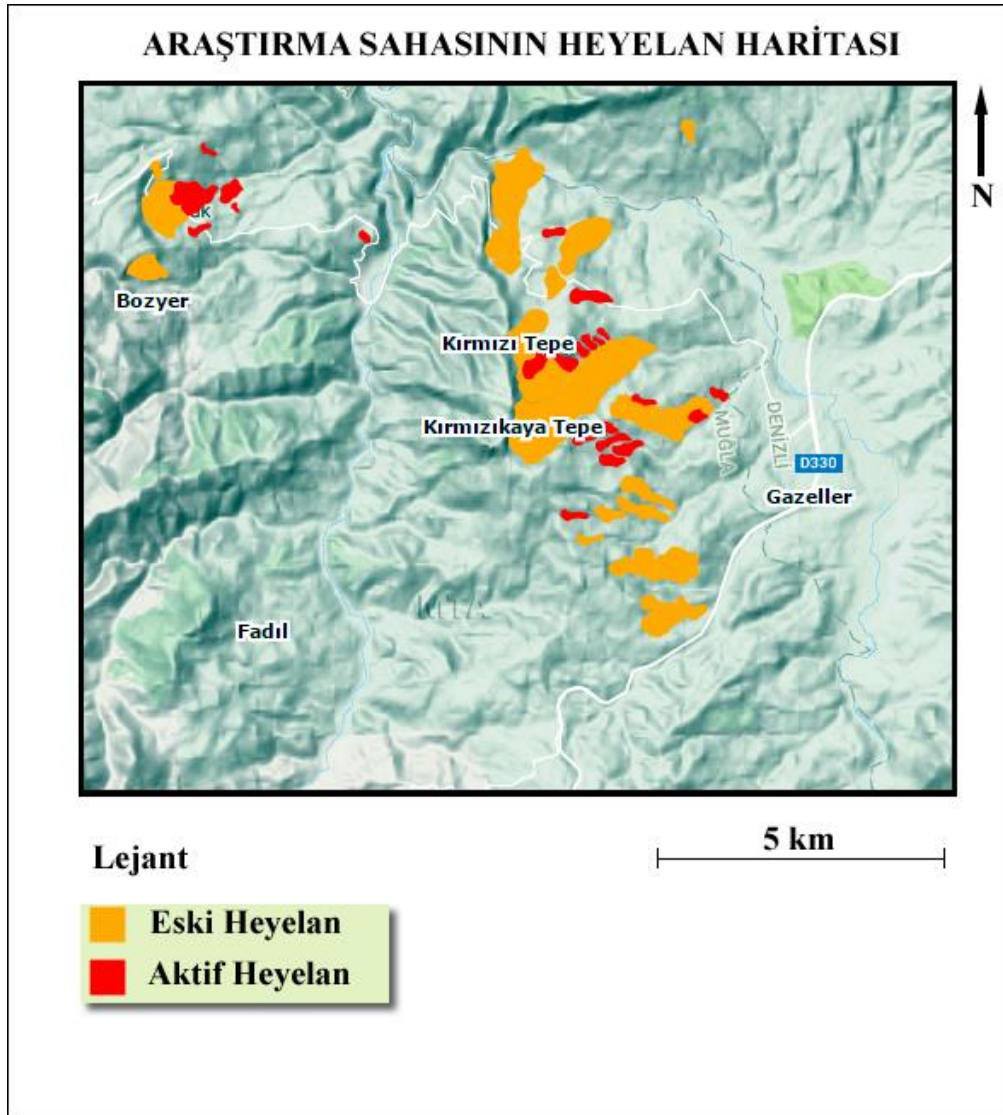 ARAŞTIRMA SAHASININ HEYELAN HARİTASI
N
Bozyer
Kırmızı Tepe
Kırmızıkaya Tepe
MUĞLA
DENİZLİ
D330
Gazeller
Fadıl
5 km
Lejant
Eski Heyelan
Aktif Heyelan